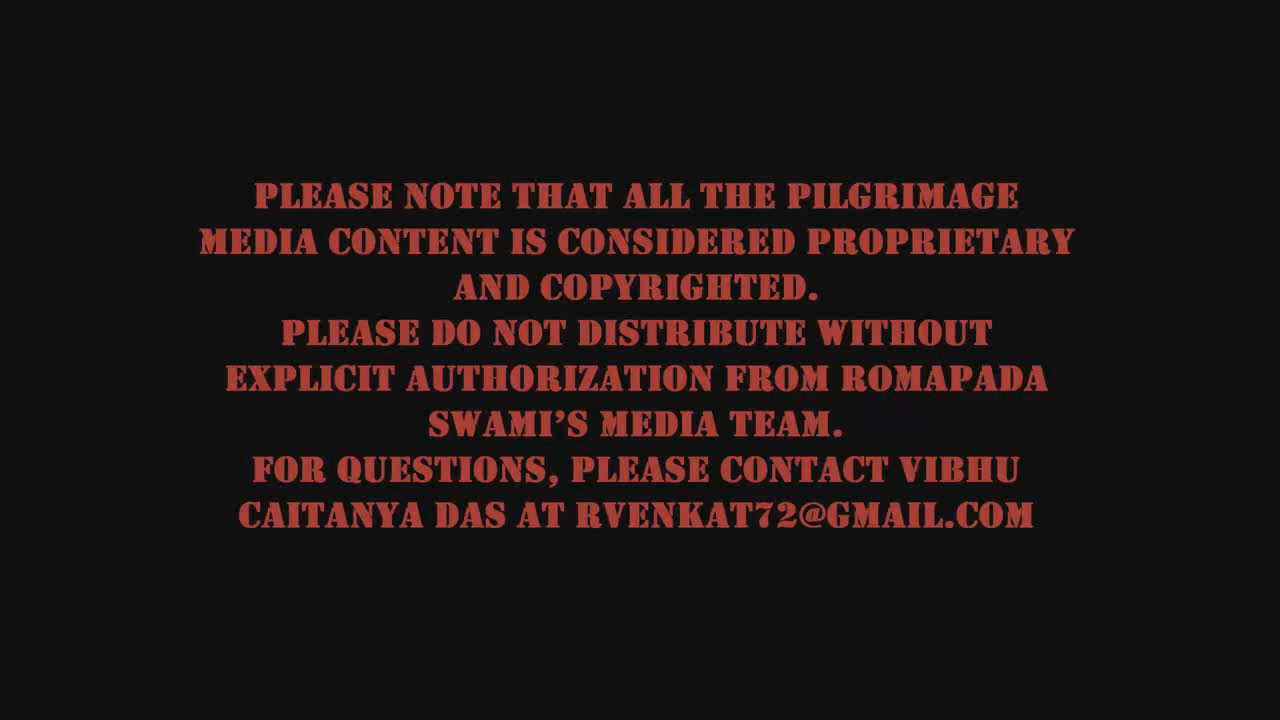 PLEASE NOTE THAT ALL THE PILGRIMAGE
MEDIA CONTENT IS CONSIDERED PROPRIETARY
AND COPYRIGHTED.
PLEASE DO NOT DISTRIBUTE WITHOUT
EXPLICIT AUTHORIZATION FROM ROMAPADA
SWAMI’S MEDIA TEAM.
FOR QUESTIONS, PLEASE CONTACT VIBHU
CAITANYA DAS AT RVENKAT72@GMAIL.COM